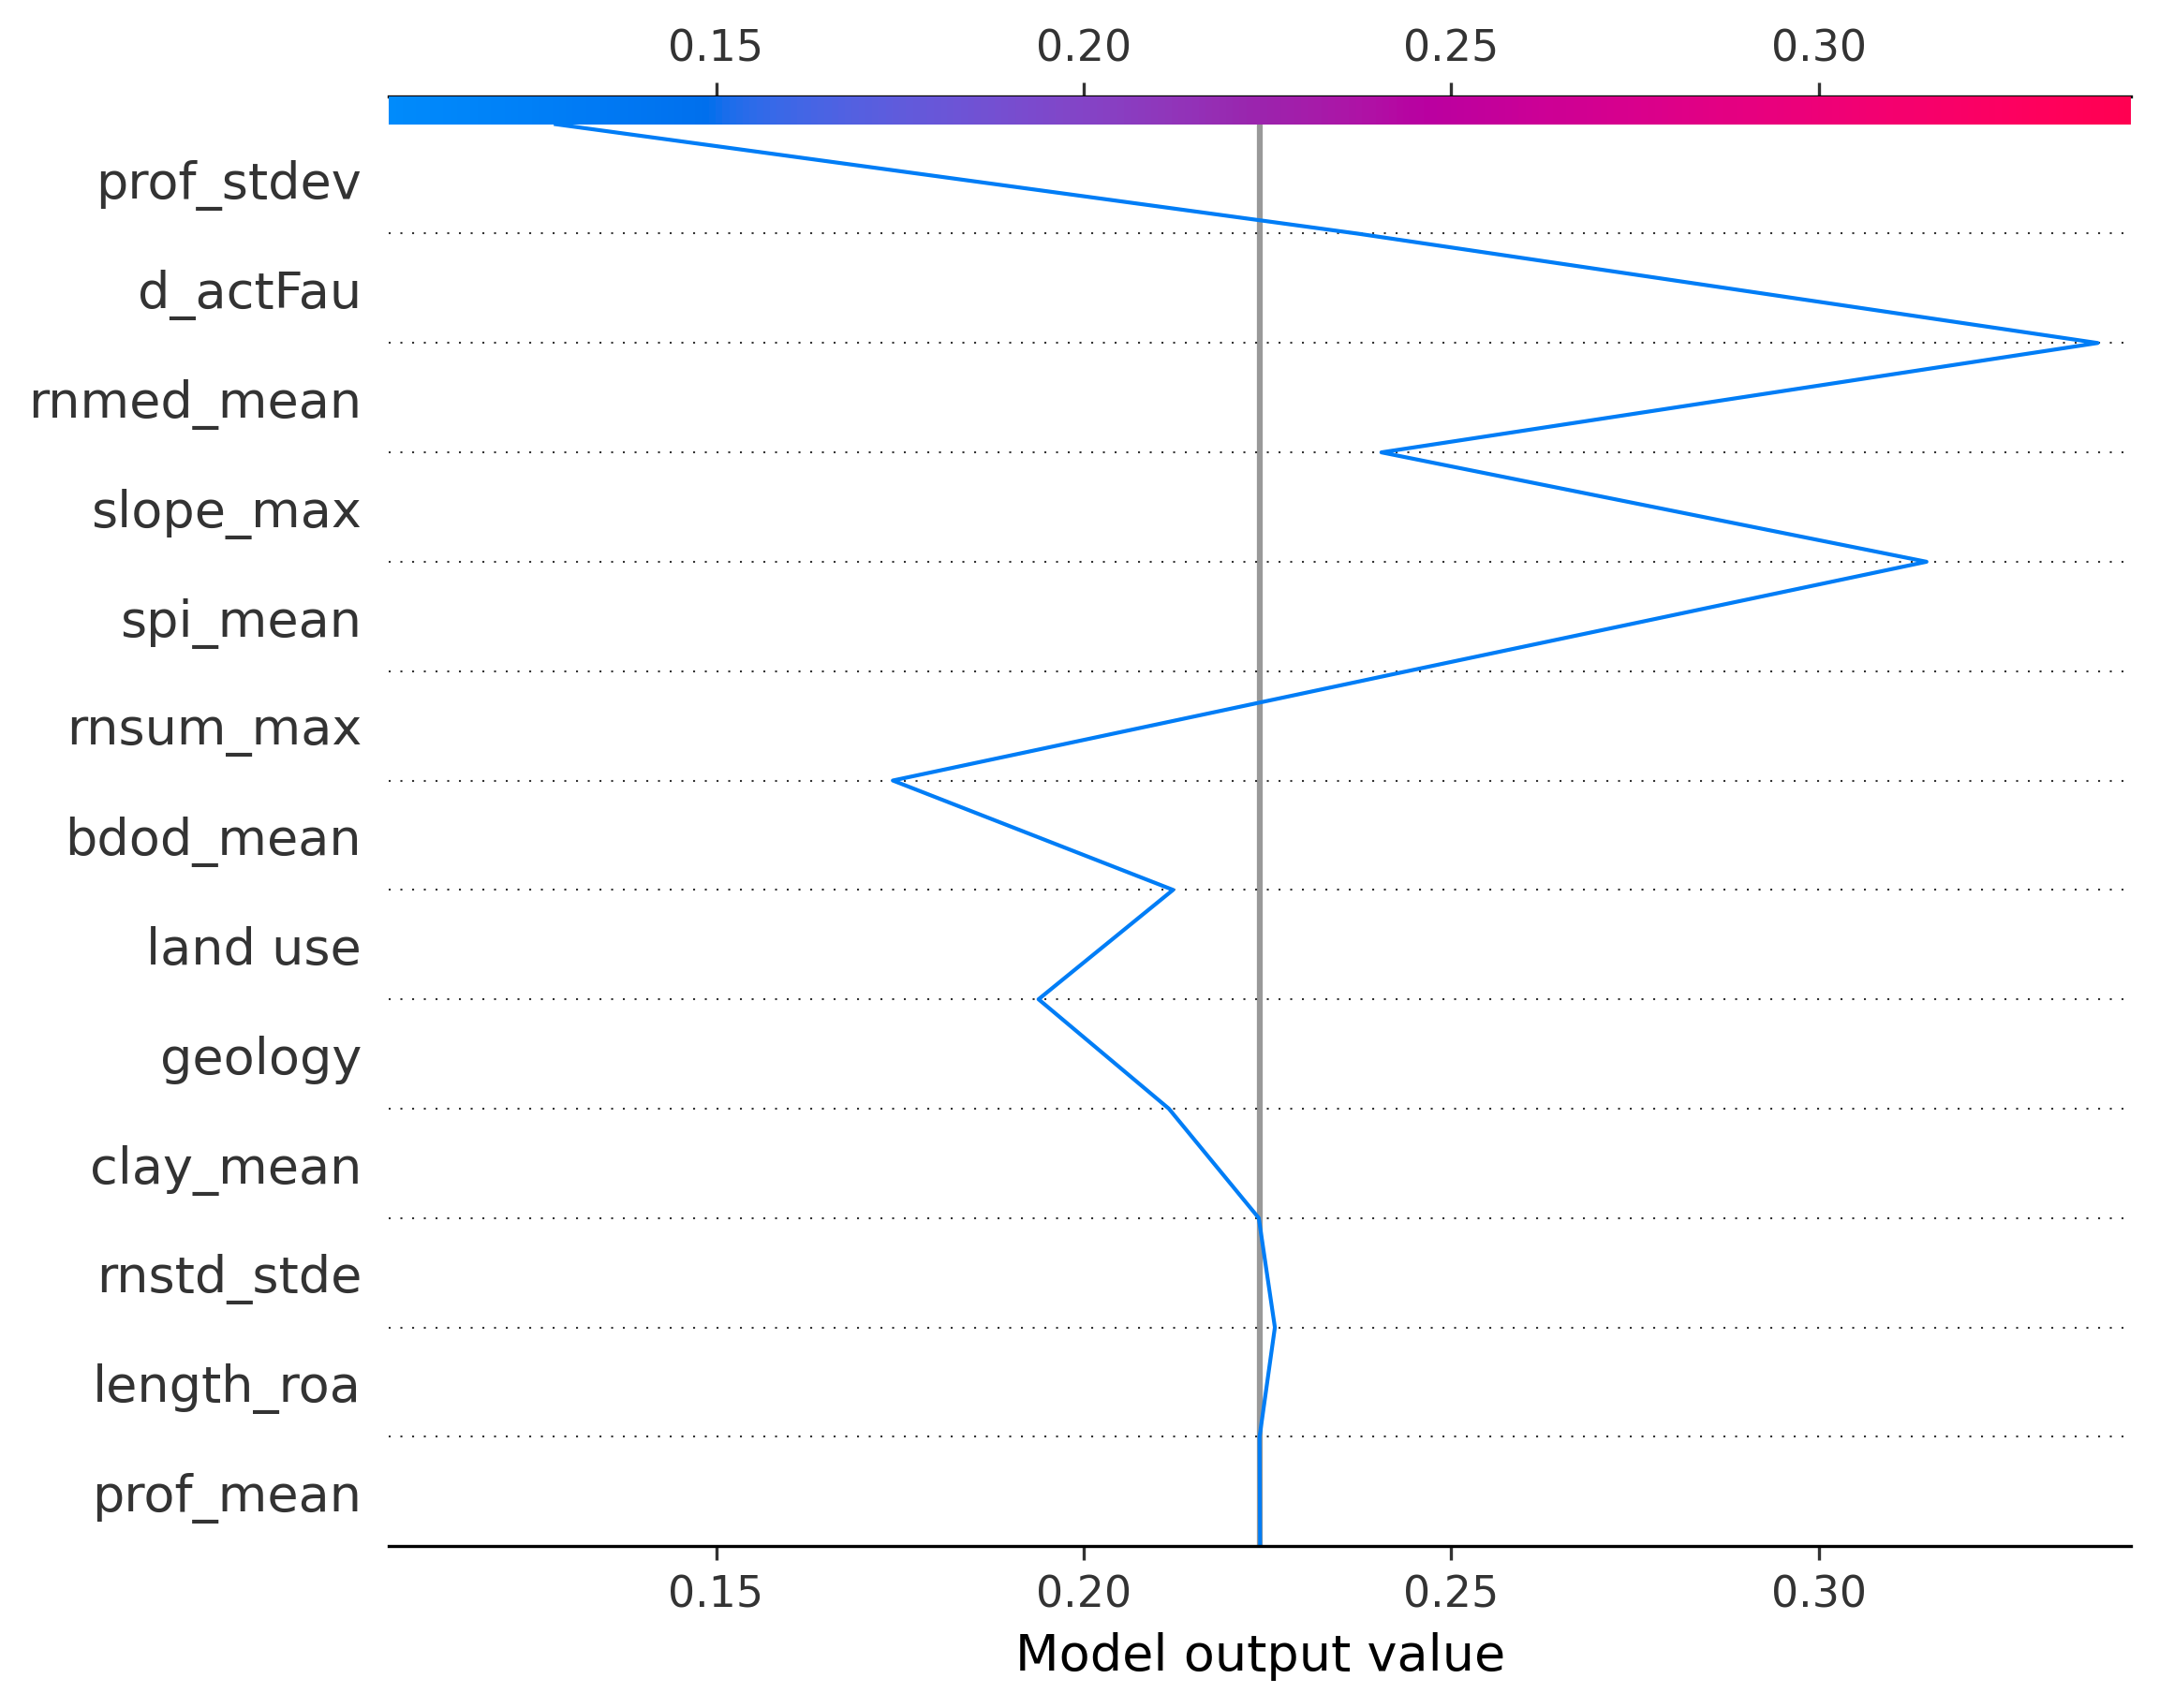 0.15 0.20 0.25 0.30
prof_stdev
d_actFau
rnmed_mean
slope_max
spi_mean
rnsum_max
bdod_mean
land use
geology
clay_mean
rnstd_stde
length_roa
prof_mean
0.15 0.20 0.25 0.30
Model output value